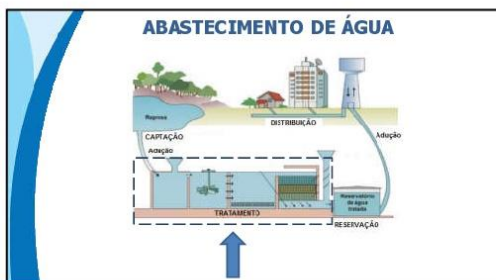 ABASTECIMENTO DE ÁGUA
Represa
CAPTAÇÃO
Adução
DISTRIBUIÇÃO
Adução
TRATAMENTO
Reservatório
de água
tratada
RESERVAÇÃO